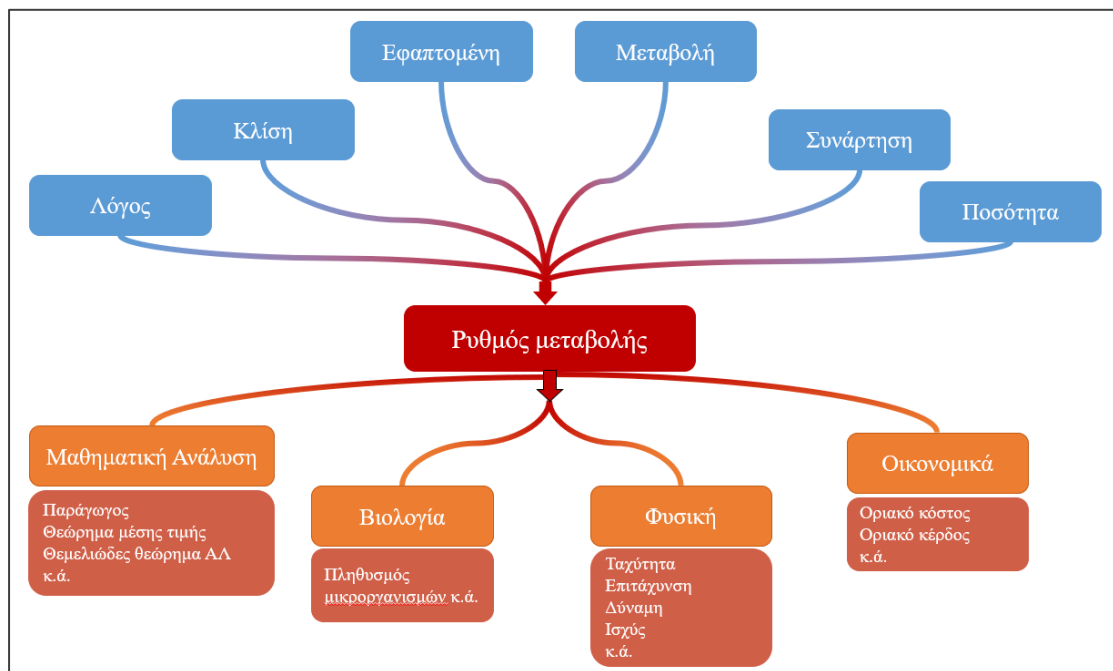 Εφαπτομένη
Μεταβολή
Κλίση
Συνάρτηση
Λόγος
Ποσότητα
Ρυθμός μεταβολής
Μαθηματική Ανάλυση
Παράγωγος
Θεώρημα μέσης τιμής
Θεμελιώδες θεώρημα ΑΛ
κ.ά.
Βιολογία
Πληθυσμός
μικροργανισμών κ.ά.
Φυσική
Ταχύτητα
Επιτάχυνση
Δύναμη
Ισχύς
κ.ά.
Οικονομικά
Οριακό κόστος
Οριακό κέρδος
κ.ά.